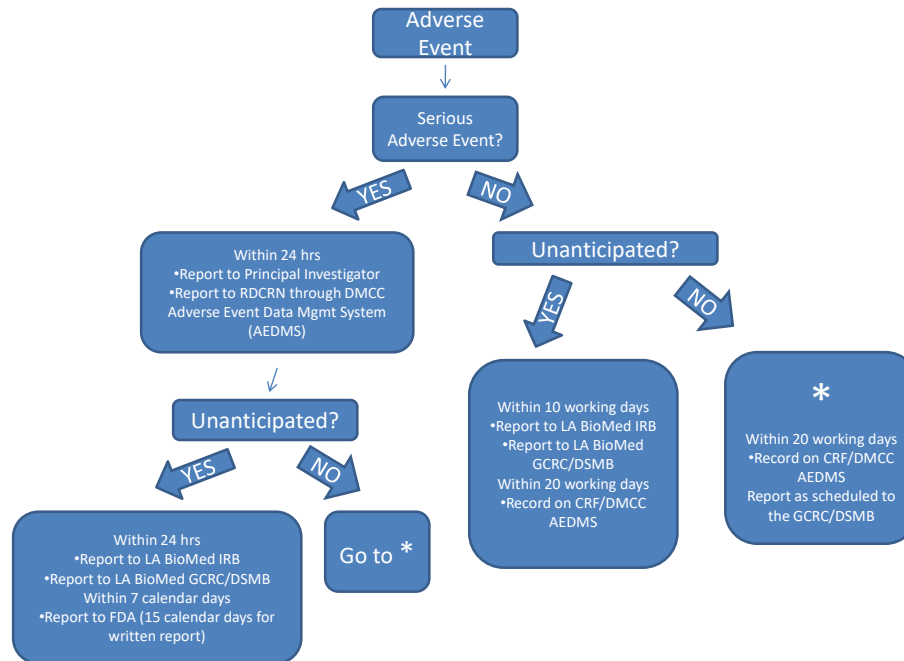 Adverse
Event
Serious
Adverse Event?
YES
NO
Within 24 hrs
•Report to Principal Investigator
•Report to RDCRN through DMCC
Adverse Event Data Mgmt System
(AEDMS)
Unanticipated?
YES
NO
Within 10 working days
•Report to LA BioMed IRB
•Report to LA BioMed
GCRC/DSMB
Within 20 working days
•Record on CRF/DMCC
AEDMS
*
Within 20 working days
•Record on CRF/DMCC
AEDMS
Report as scheduled to
the GCRC/DSMB
Unanticipated?
YES
NO
Within 24 hrs
•Report to LA BioMed IRB
•Report to LA BioMed GCRC/DSMB
Within 7 calendar days
•Report to FDA (15 calendar days for
written report)
Go to *